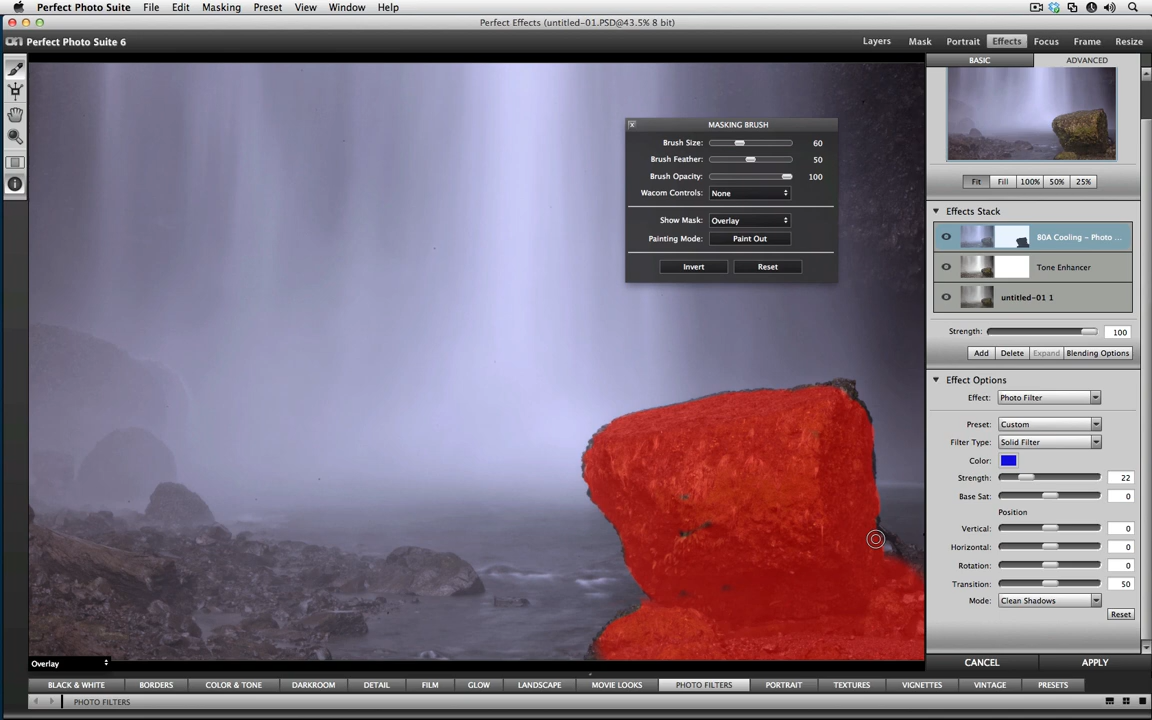 Perfect Photo Suite File Edit Masking Preset View Window Help
Perfect Effects (untitled-01.PSD@43.5% 8 bit)
Perfect Photo Suite 6
Layers Mask Portrait Effects Focus Frame Resize
BASIC ADVANCED
MASKING BRUSH
Brush Size: 60
Brush Feather: 50
Brush Opacity: 100
Wacom Controls: None
Show Mask: Overlay
Painting Mode: Paint Out
Invert Reset
Fit Fill 100% 50% 25%
Effects Stack
80A Cooling - Photo ...
Tone Enhancer
untitled-01 1
Strength: 100
Add Delete Expand Blending Options
Effect Options
Effect: Photo Filter
Preset: Custom
Filter Type: Solid Filter
Color:
Strength: 22
Base Sat: 0
Position
Vertical: 0
Horizontal: 0
Rotation: 0
Transition: 50
Mode: Clean Shadows
Reset
Overlay
CANCEL APPLY
BLACK & WHITE BORDERS COLOR & TONE DARKROOM DETAIL FILM GLOW LANDSCAPE MOVIE LOOKS PHOTO FILTERS PORTRAIT TEXTURES VIGNETTES VINTAGE PRESETS
PHOTO FILTERS